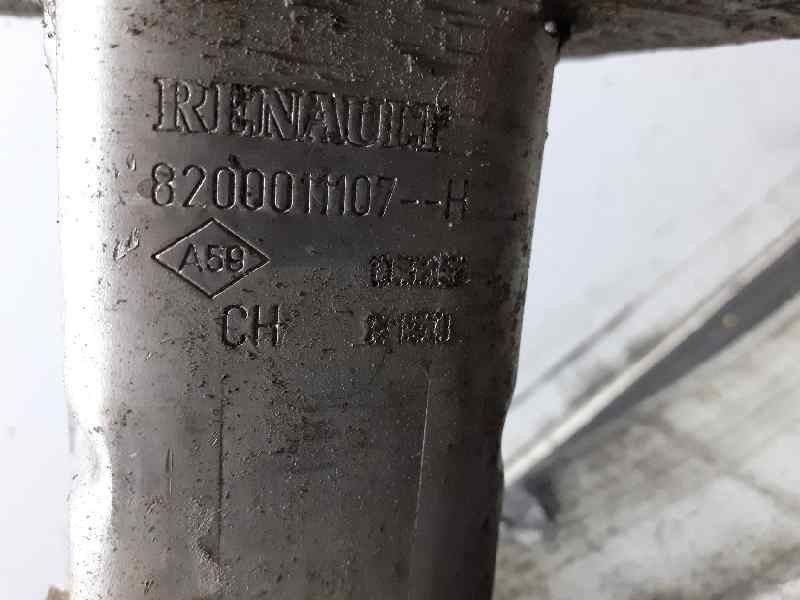 RENAULT
8200011107--H
A59
CH